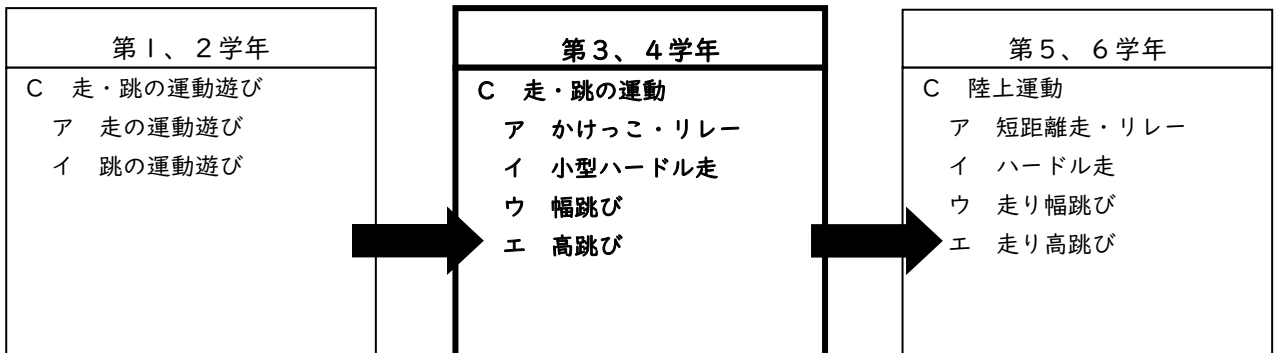 第1、2学年
C 走・跳の運動遊び
ア 走の運動遊び
イ 跳の運動遊び
第3、4学年
C 走・跳の運動
ア かけっこ・リレー
イ 小型ハードル走
ウ 幅跳び
エ 高跳び
第5、6学年
C 陸上運動
ア 短距離走・リレー
イ ハードル走
ウ 走り幅跳び
エ 走り高跳び